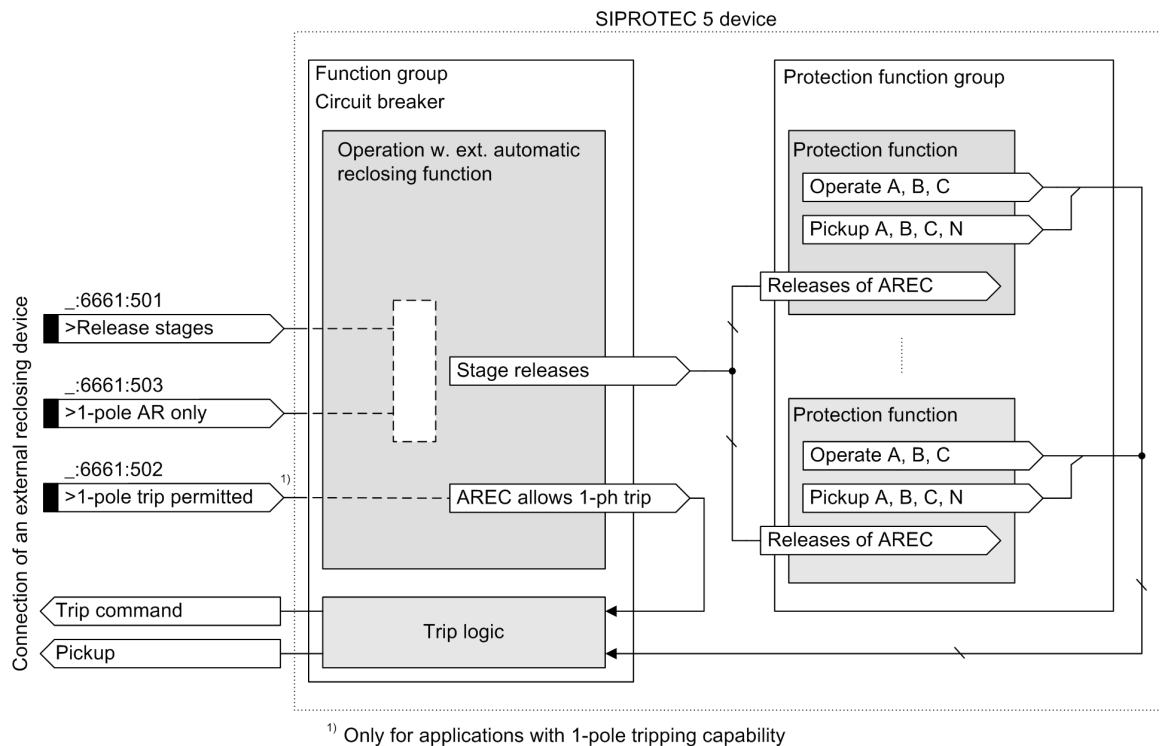 SIPROTEC 5 device
Function group
Circuit breaker
Operation w. ext. automatic
reclosing function
Protection function group
Protection function
Operate A, B, C
Pickup A, B, C, N
Releases of AREC
Connection of an external reclosing device
_:6661:501
>Release stages
Stage releases
_:6661:503
>1-pole AR only
_:6661:502
>1-pole trip permitted
1)
AREC allows 1-ph trip
Protection function
Operate A, B, C
Pickup A, B, C, N
Releases of AREC
Trip command
Pickup
Trip logic
1) Only for applications with 1-pole tripping capability